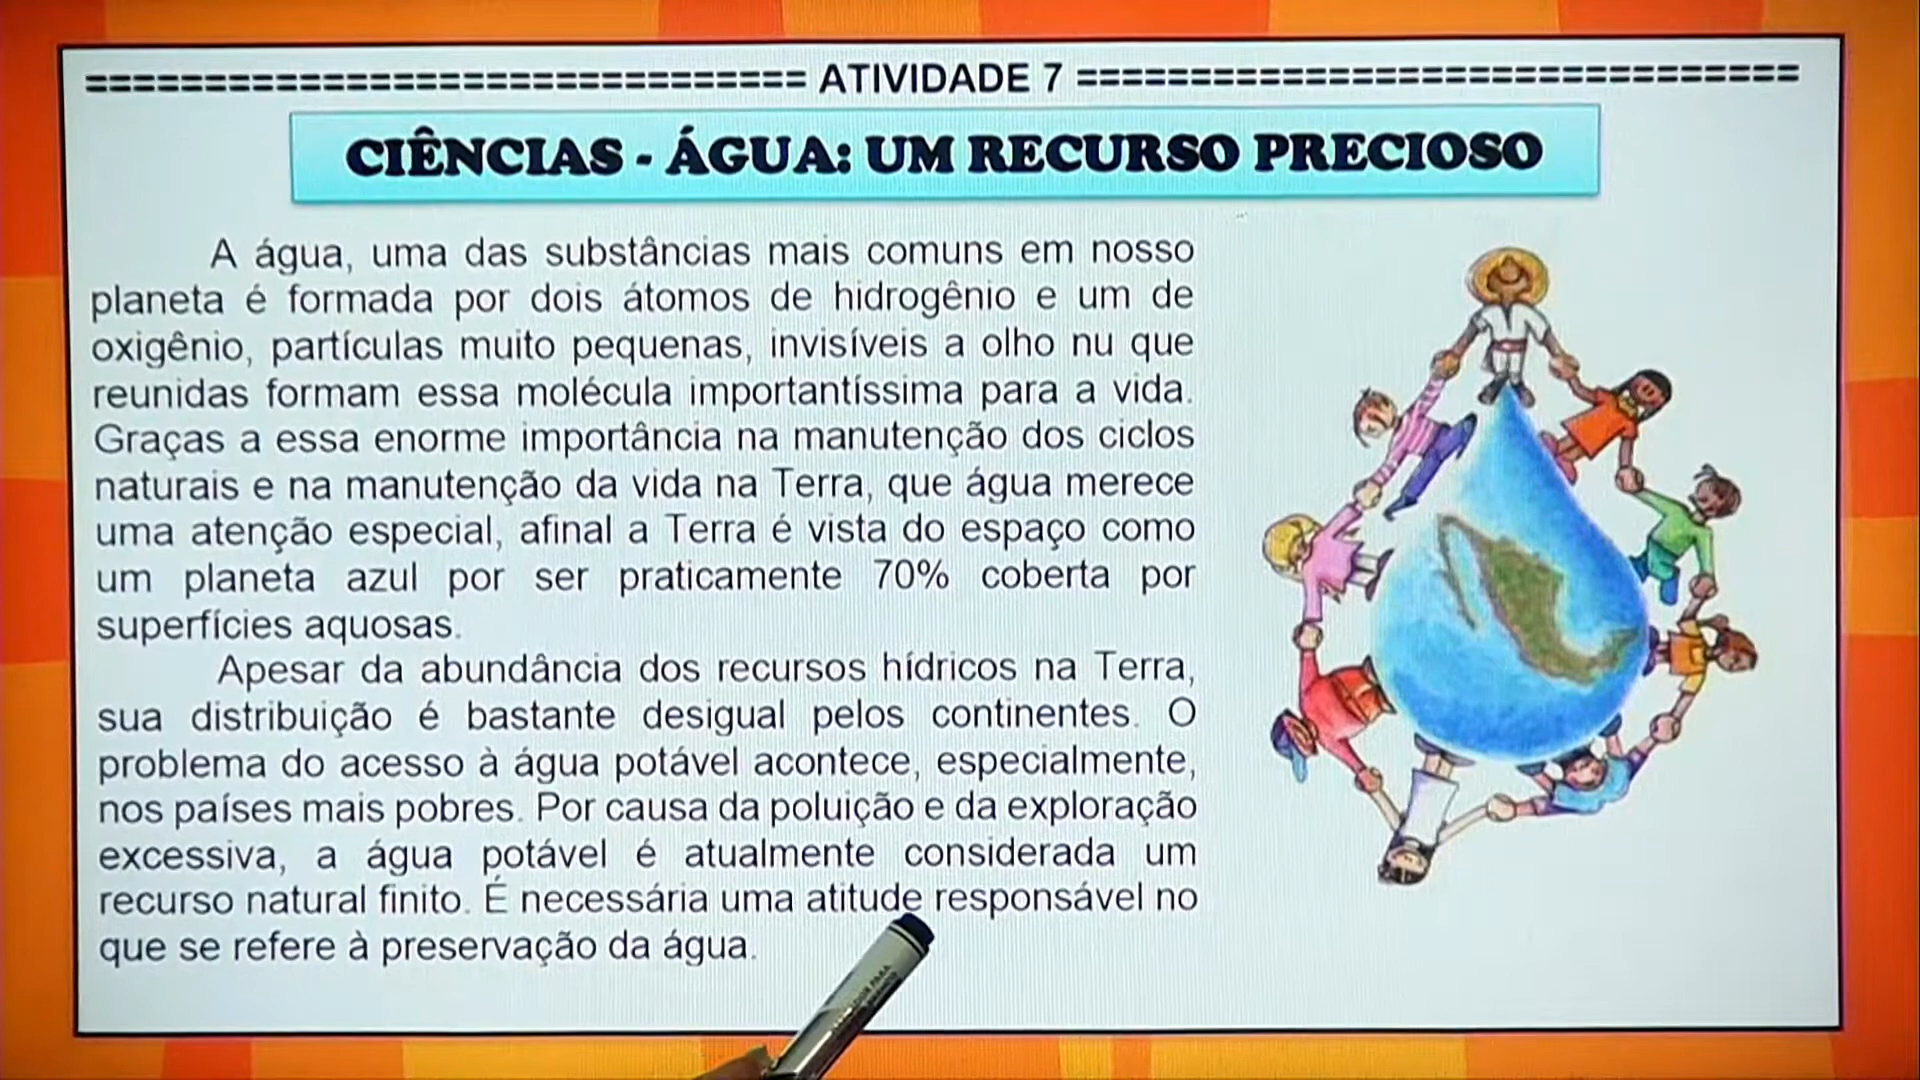 ============================== ATIVIDADE 7 ==============================
CIÊNCIAS - ÁGUA: UM RECURSO PRECIOSO
A água, uma das substâncias mais comuns em nosso
planeta é formada por dois átomos de hidrogênio e um de
oxigênio, partículas muito pequenas, invisíveis a olho nu que
reunidas formam essa molécula importantíssima para a vida.
Graças a essa enorme importância na manutenção dos ciclos
naturais e na manutenção da vida na Terra, que água merece
uma atenção especial, afinal a Terra é vista do espaço como
um planeta azul por ser praticamente 70% coberta por
superfícies aquosas.
Apesar da abundância dos recursos hídricos na Terra,
sua distribuição é bastante desigual pelos continentes. O
problema do acesso à água potável acontece, especialmente,
nos países mais pobres. Por causa da poluição e da exploração
excessiva, a água potável é atualmente considerada um
recurso natural finito. É necessária uma atitude responsável no
que se refere à preservação da água.
PARA